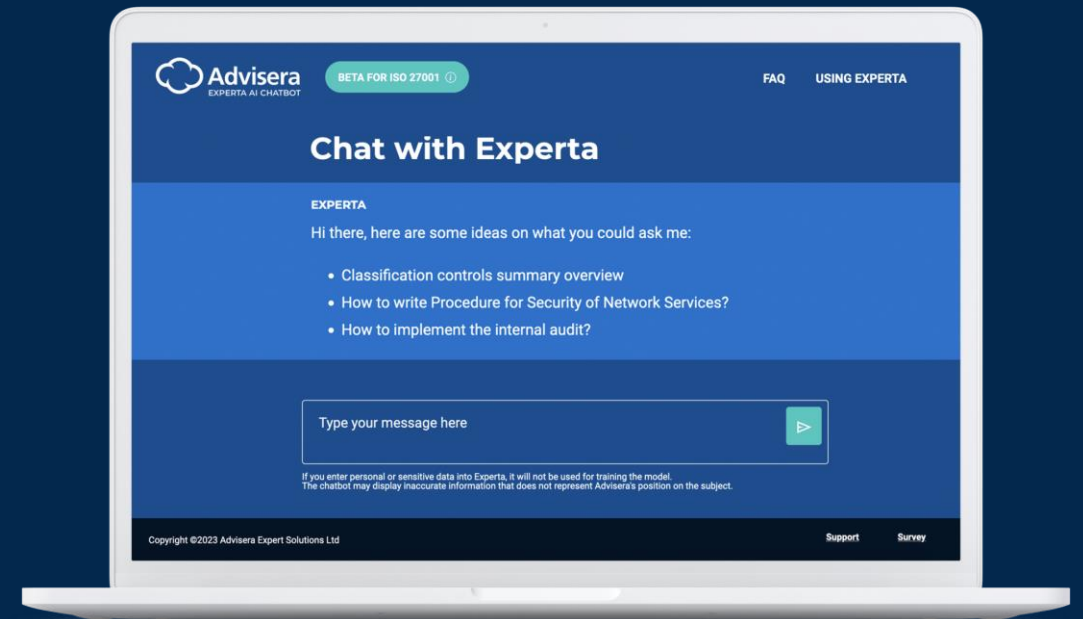 Advisera
EXPERTA AI CHATBOT
BETA FOR ISO 27001 ⓘ
FAQ
USING EXPERTA
Chat with Experta
EXPERTA
Hi there, here are some ideas on what you could ask me:
• Classification controls summary overview
• How to write Procedure for Security of Network Services?
• How to implement the internal audit?
Type your message here
If you enter personal or sensitive data into Experta, it will not be used for training the model.
The chatbot may display inaccurate information that does not represent Advisera's position on the subject.
Copyright ©2023 Advisera Expert Solutions Ltd
Support
Survey